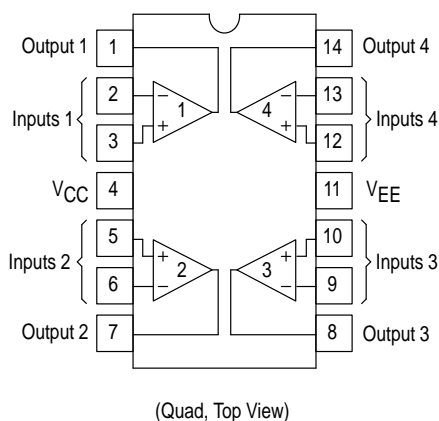 Output 1 1 14 Output 4
Inputs 1 2 − 1 4 − 13 Inputs 4
3 + + 12
VCC 4 11 VEE
Inputs 2 5 + 2 3 + 10 Inputs 3
6 − − 9
Output 2 7 8 Output 3
(Quad, Top View)